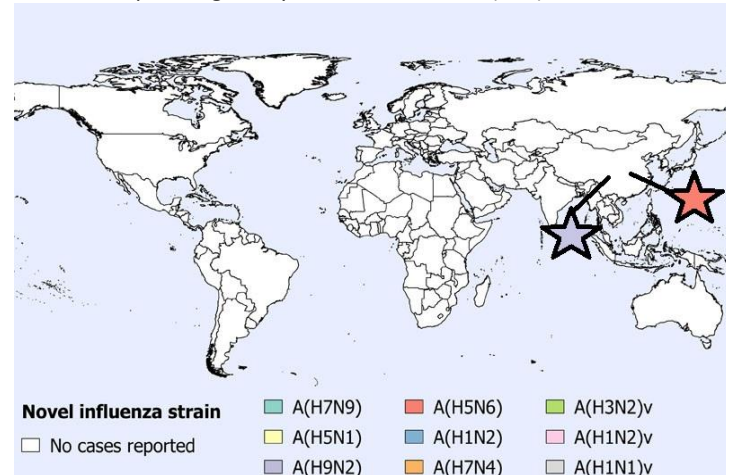 Novel influenza strain
No cases reported
A(H7N9)
A(H5N1)
A(H9N2)
A(H5N6)
A(H1N2)
A(H7N4)
A(H3N2)v
A(H1N2)v
A(H1N1)v